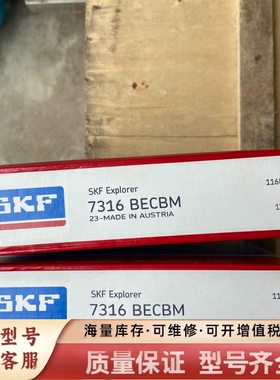 SKF
SKF Explorer
7316 BECBM
23-MADE IN AUSTRIA
SKF
SKF Explorer
7316 BECBM
型号
客服
海量库存·可维修·可开增值税
质量保证 型号齐